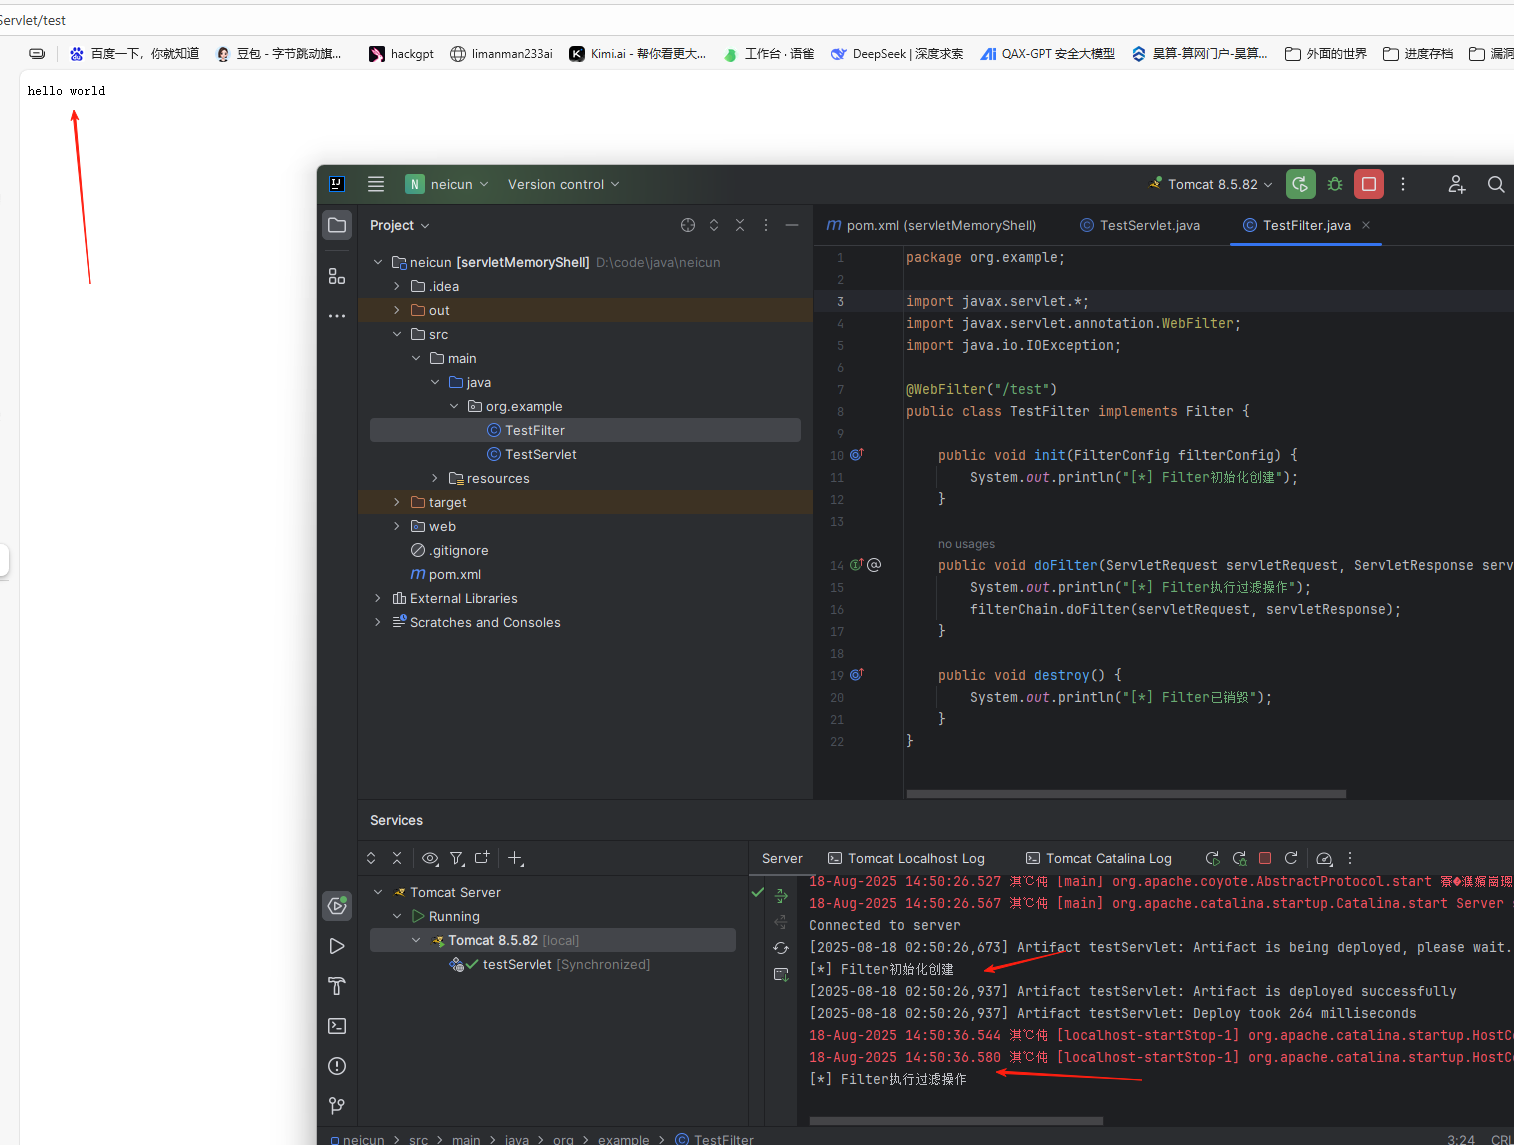 Servlet/test
百度一下，你就知道 豆包 - 字节跳动旗... hackgpt limanman233ai Kimi.ai - 帮你看更大... 工作台 · 语雀 DeepSeek | 深度求索 QAX-GPT 安全大模型 昊算-算网门户-昊算... 外面的世界 进度存档 漏洞
hello world
N neicun Version control Tomcat 8.5.82
Project
pom.xml (servletMemoryShell) TestServlet.java TestFilter.java
neicun [servletMemoryShell] D:\code\java\neicun
.idea
out
src
main
java
org.example
TestFilter
TestServlet
resources
target
web
.gitignore
pom.xml
External Libraries
Scratches and Consoles
1 package org.example;
2
3 import javax.servlet.*;
4 import javax.servlet.annotation.WebFilter;
5 import java.io.IOException;
6
7 @WebFilter("/test")
8 public class TestFilter implements Filter {
9
10 public void init(FilterConfig filterConfig) {
11 System.out.println("[*] Filter初始化创建");
12 }
13
no usages
14 public void doFilter(ServletRequest servletRequest, ServletResponse serv
15 System.out.println("[*] Filter执行过滤操作");
16 filterChain.doFilter(servletRequest, servletResponse);
17 }
18
19 public void destroy() {
20 System.out.println("[*] Filter已销毁");
21 }
22 }
Services
Server Tomcat Localhost Log Tomcat Catalina Log
Tomcat Server
Running
Tomcat 8.5.82 [local]
testServlet [Synchronized]
18-Aug-2025 14:50:26.527 [main] org.apache.coyote.AbstractProtocol.start
18-Aug-2025 14:50:26.567 [main] org.apache.catalina.startup.Catalina.start Server
Connected to server
[2025-08-18 02:50:26,673] Artifact testServlet: Artifact is being deployed, please wait.
[*] Filter初始化创建
[2025-08-18 02:50:26,937] Artifact testServlet: Artifact is deployed successfully
[2025-08-18 02:50:26,937] Artifact testServlet: Deploy took 264 milliseconds
18-Aug-2025 14:50:36.544 [localhost-startStop-1] org.apache.catalina.startup.HostC
18-Aug-2025 14:50:36.580 [localhost-startStop-1] org.apache.catalina.startup.HostC
[*] Filter执行过滤操作
neicun > src > main > java > org > example > TestFilter 3:24 CRL